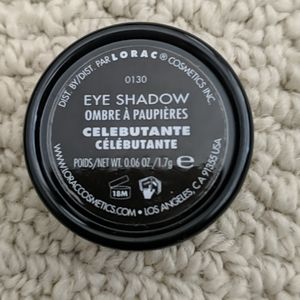 DIST. BY/DIST. PAR LORAC® COSMETICS INC.
0130
EYE SHADOW
OMBRE À PAUPIÈRES
CELEBUTANTE
CÉLÉBUTANTE
POIDS/NET WT. 0.06 OZ/1.7g ℮
18M
WWW.LORACCOSMETICS.COM • LOS ANGELES, CA 91355 USA